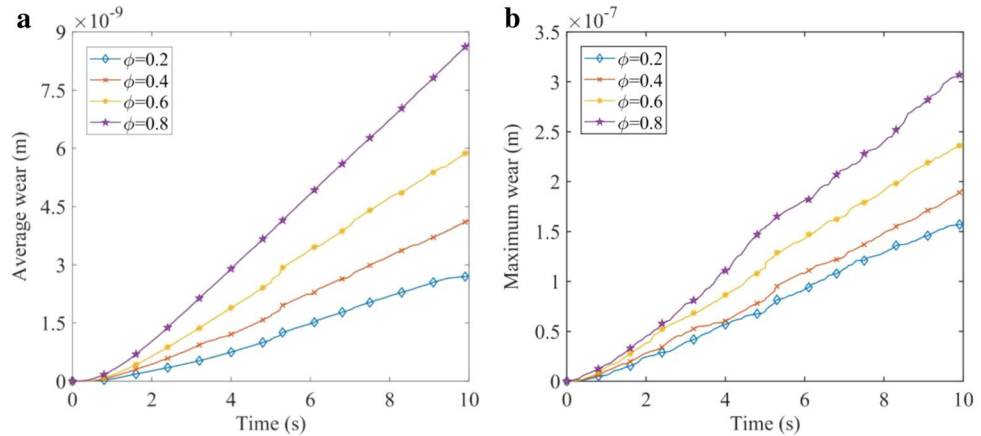 a
×10⁻⁹
9
7.5
6
4.5
3
1.5
0
Average wear (m)
ϕ=0.2
ϕ=0.4
ϕ=0.6
ϕ=0.8
0 2 4 6 8 10
Time (s)
b
×10⁻⁷
3.5
3
2.5
2
1.5
1
0.5
0
Maximum wear (m)
ϕ=0.2
ϕ=0.4
ϕ=0.6
ϕ=0.8
0 2 4 6 8 10
Time (s)